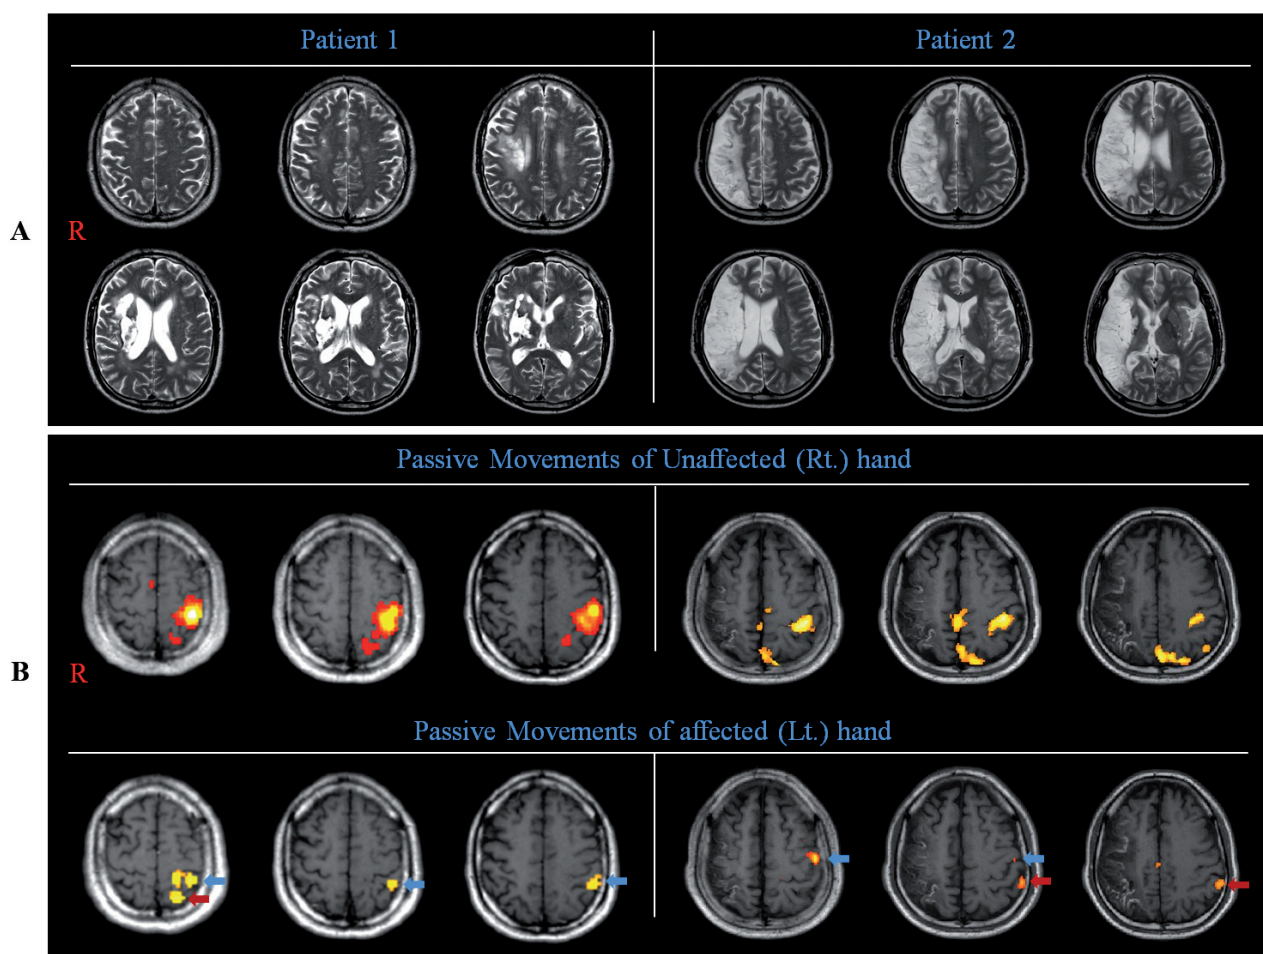 Patient 1
Patient 2
A
R
Passive Movements of Unaffected (Rt.) hand
B
R
Passive Movements of affected (Lt.) hand